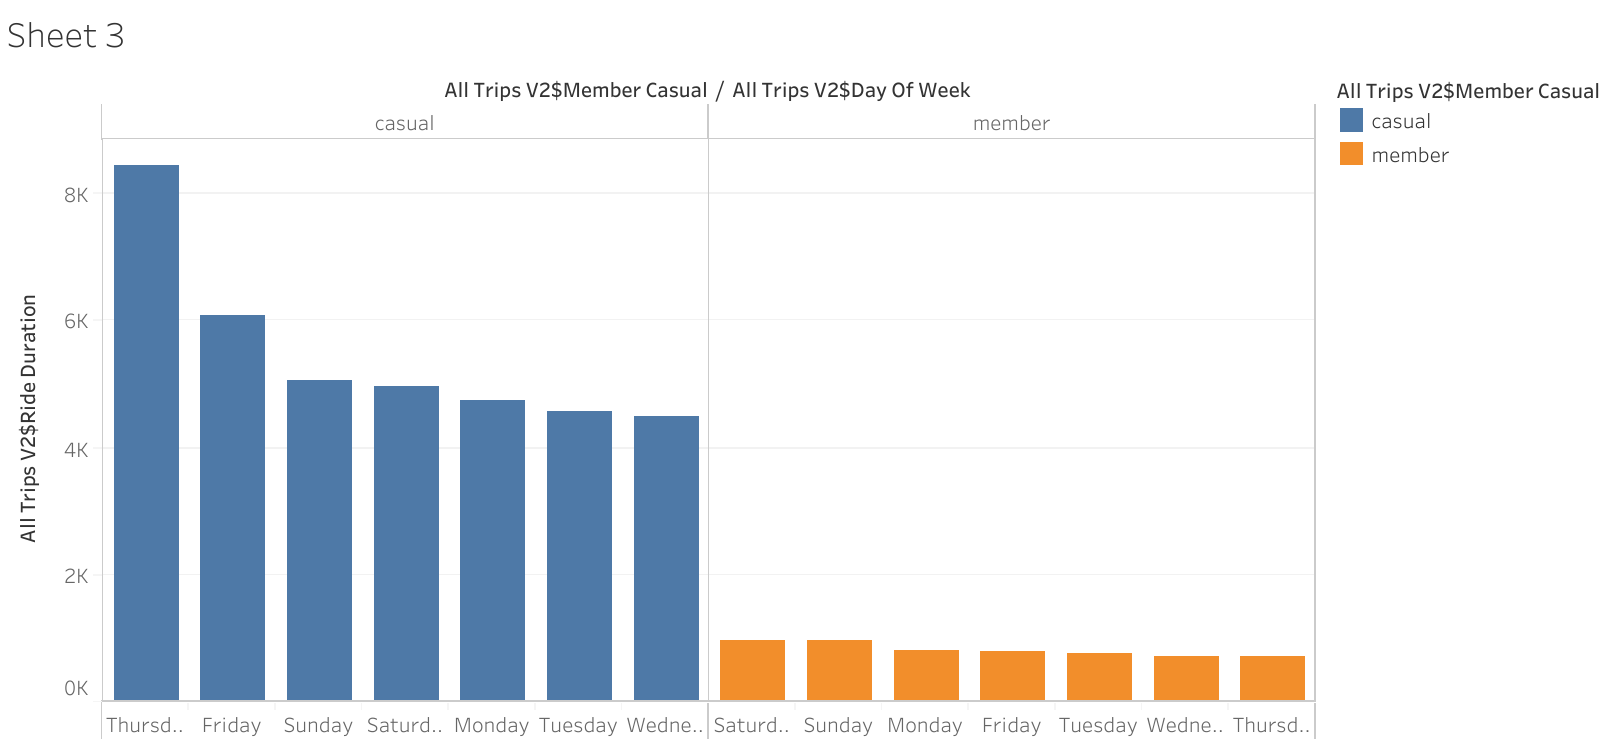 Sheet 3
All Trips V2$Member Casual / All Trips V2$Day Of Week
casual
member
All Trips V2$Member Casual
casual
member
All Trips V2$Ride Duration
8K
6K
4K
2K
0K
Thursd.. Friday Sunday Saturd.. Monday Tuesday Wedne.. Saturd.. Sunday Monday Friday Tuesday Wedne.. Thursd..